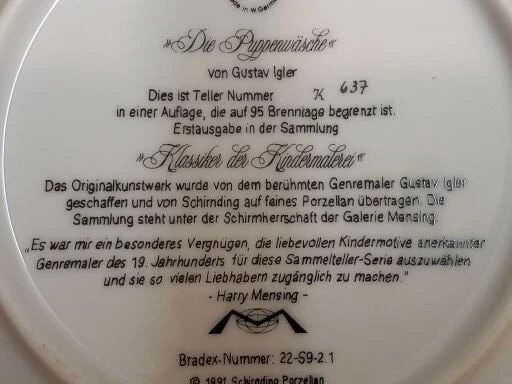 Made in W. Germany
»Die Puppenwäsche«
von Gustav Igler
Dies ist Teller Nummer K 637
in einer Auflage, die auf 95 Brenntage begrenzt ist.
Erstausgabe in der Sammlung
»Klassiker der Kindermalerei«
Das Originalkunstwerk wurde von dem berühmten Genremaler Gustav Igler
geschaffen und von Schirnding auf feines Porzellan übertragen. Die
Sammlung steht unter der Schirmherrschaft der Galerie Mensing.
„Es war mir ein besonderes Vergnügen, die liebevollen Kindermotive anerkannter
Genremaler des 19. Jahrhunderts für diese Sammelteller-Serie auszuwählen
und sie so vielen Liebhabern zugänglich zu machen."
- Harry Mensing -
Bradex-Nummer: 22-S9-2.1
© 1991 Schirnding Porzellan